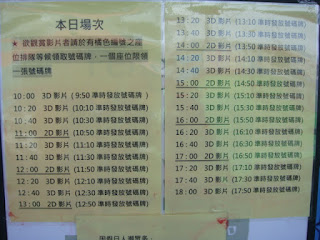 本日場次
★ 欲觀賞影片者請於有橘色編號之座
位排隊等候領取號碼牌，一個座位限領
一張號碼牌
10:00 3D 影片 (9:50 準時發放號碼牌)
10:20 3D 影片 (10:10 準時發放號碼牌)
10:40 3D 影片 (10:30 準時發放號碼牌)
11:00 2D 影片 (10:50 準時發放號碼牌)
11:20 3D 影片 (11:10 準時發放號碼牌)
11:40 3D 影片 (11:30 準時發放號碼牌)
12:00 2D 影片 (11:50 準時發放號碼牌)
12:20 3D 影片 (12:10 準時發放號碼牌)
12:40 3D 影片 (12:30 準時發放號碼牌)
13:00 2D 影片 (12:50 準時發放號碼牌)
13:20 3D 影片 (13:10 準時發放號碼牌)
13:40 3D 影片 (13:30 準時發放號碼牌)
14:00 2D 影片 (13:50 準時發放號碼牌)
14:20 3D 影片 (14:10 準時發放號碼牌)
14:40 3D 影片 (14:30 準時發放號碼牌)
15:00 2D 影片 (14:50 準時發放號碼牌)
15:20 3D 影片 (15:10 準時發放號碼牌)
15:40 3D 影片 (15:30 準時發放號碼牌)
16:00 2D 影片 (15:50 準時發放號碼牌)
16:20 3D 影片 (16:10 準時發放號碼牌)
16:40 3D 影片 (16:30 準時發放號碼牌)
17:00 2D 影片 (16:50 準時發放號碼牌)
17:20 3D 影片 (17:10 準時發放號碼牌)
17:40 3D 影片 (17:30 準時發放號碼牌)
18:00 3D 影片 (17:50 準時發放號碼牌)